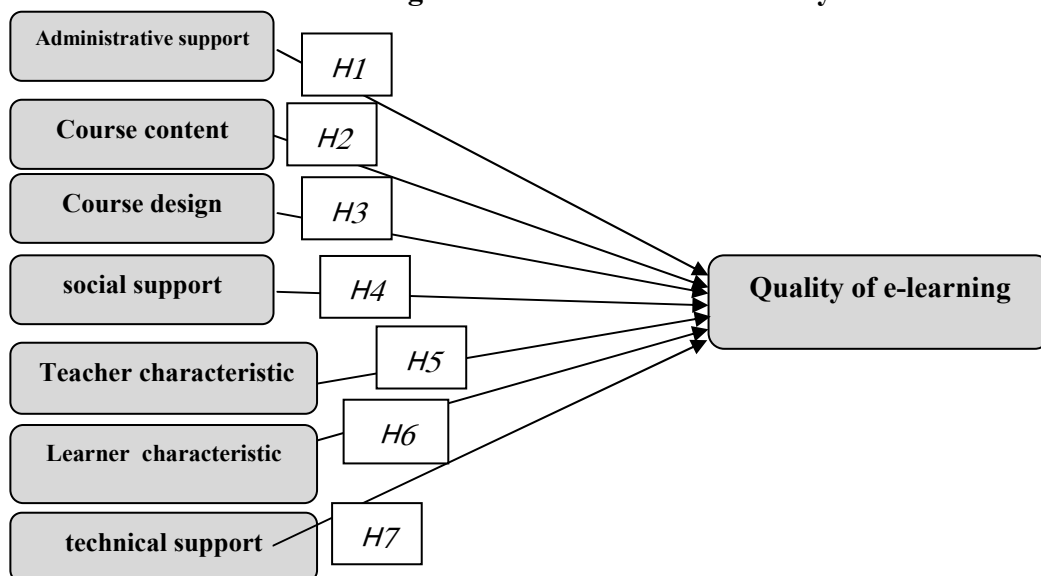 Administrative support
H1
Course content
H2
Course design
H3
social support
H4
Quality of e-learning
Teacher characteristic
H5
Learner characteristic
H6
technical support
H7